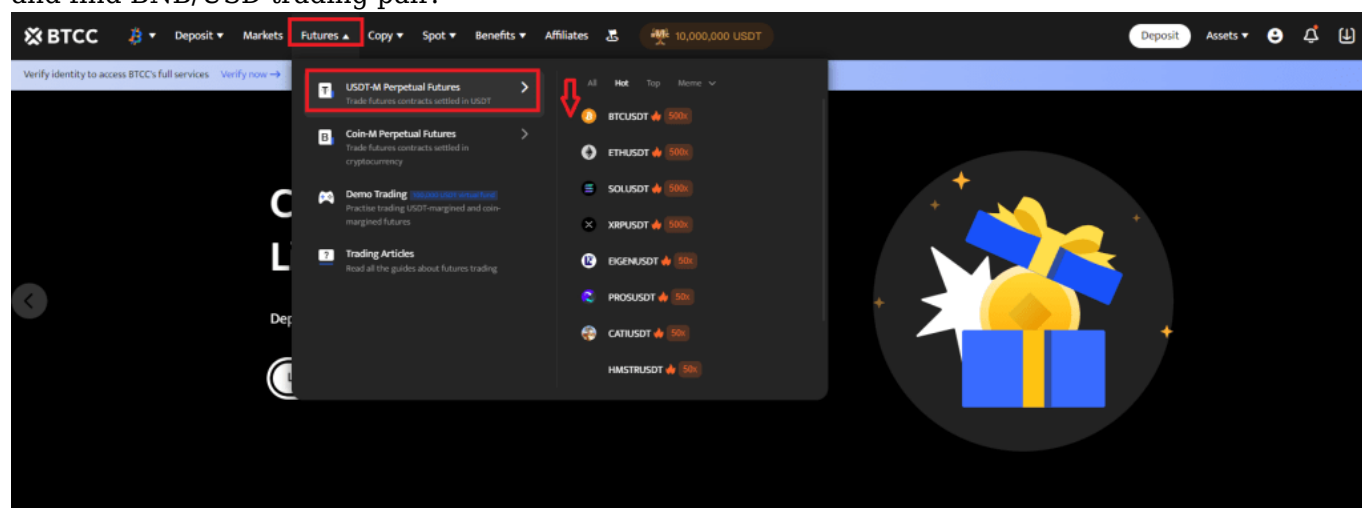 and find BNB/USD trading pair.
BTCC Deposit Markets Futures Copy Spot Benefits Affiliates 10,000,000 USDT Deposit Assets
Verify identity to access BTCC's full services Verify now →
USDT-M Perpetual Futures
Trade futures contracts settled in USDT
Coin-M Perpetual Futures
Trade futures contracts settled in
cryptocurrency
Demo Trading
Practise trading USDT-margined and coin-
margined futures
Trading Articles
Read all the guides about futures trading
All Hot Top Meme
BTCUSDT 500x
ETHUSDT 500x
SOLUSDT 500x
XRPUSDT 500x
EIGENUSDT 50x
PROSUSDT 50x
CATIUSDT 50x
HMSTRUSDT 50x
C
L
Dep